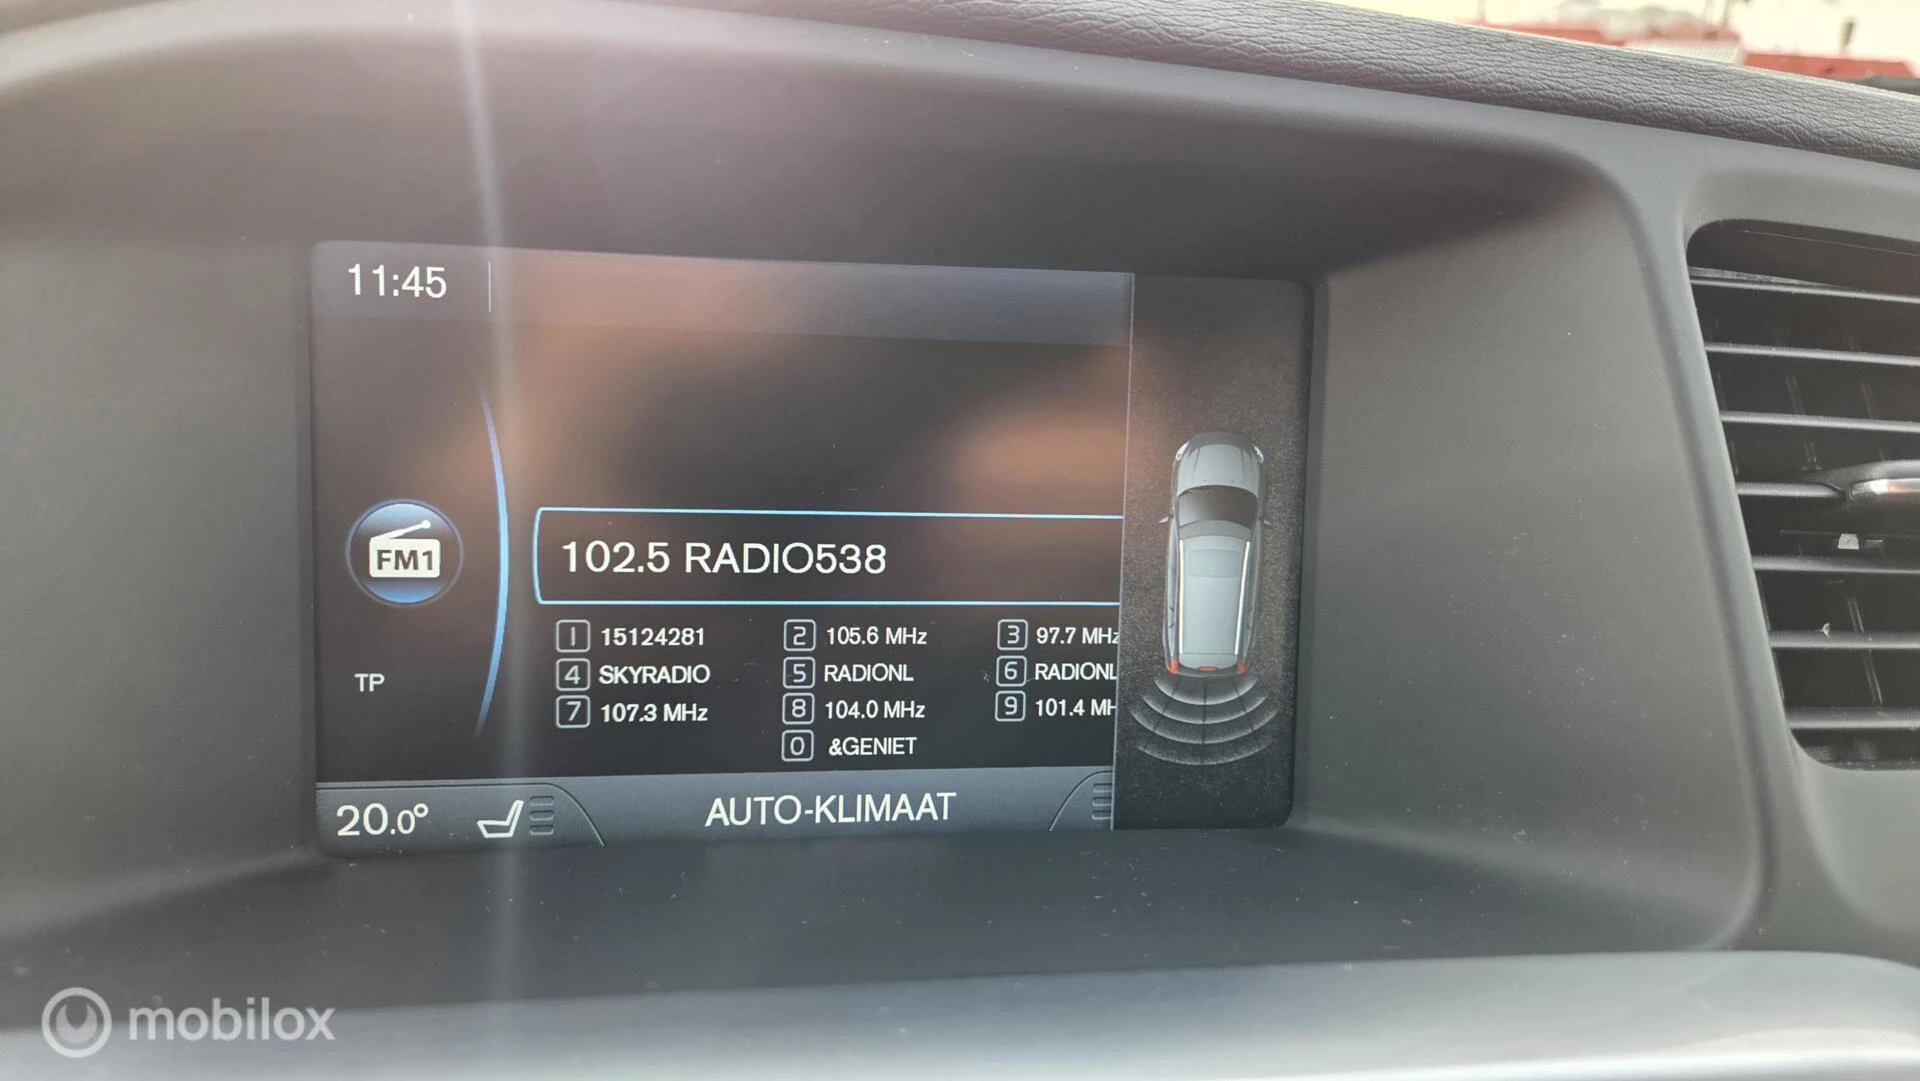 11:45
FM1
102.5 RADIO538
1 15124281 2 105.6 MHz 3 97.7 MHz
4 SKYRADIO 5 RADIONL 6 RADIONL
7 107.3 MHz 8 104.0 MHz 9 101.4 MH
0 &GENIET
TP
20.0° AUTO-KLIMAAT
mobilox